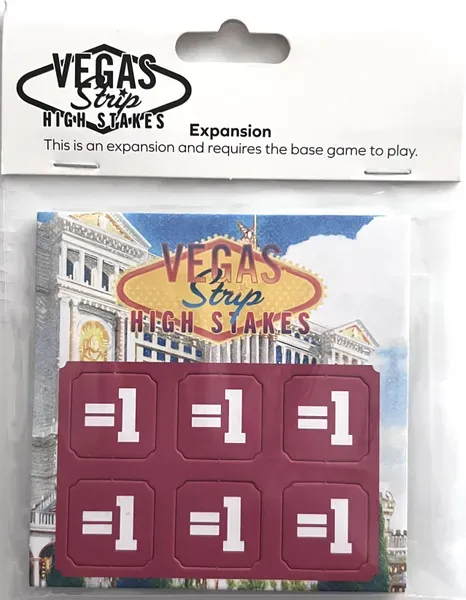 VEGAS
Strip
HIGH STAKES
Expansion
This is an expansion and requires the base game to play.
VEGAS
Strip
HIGH STAKES
=1 =1 =1
=1 =1 =1